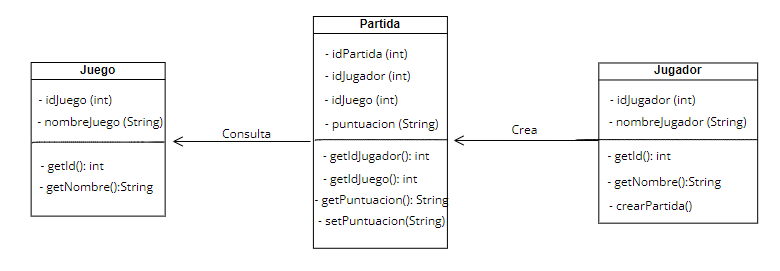 Juego
- idJuego (int)
- nombreJuego (String)
- getId(): int
- getNombre():String
Consulta
Partida
- idPartida (int)
- idJugador (int)
- idJuego (int)
- puntuacion (String)
- getIdJugador(): int
- getIdJuego(): int
- getPuntuacion(): String
- setPuntuacion(String)
Crea
Jugador
- idJugador (int)
- nombreJugador (String)
- getId(): int
- getNombre():String
- crearPartida()